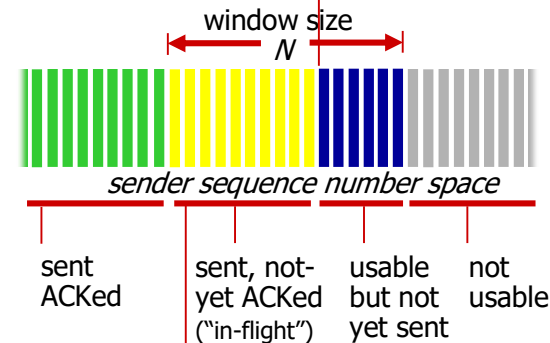 window size
N
sender sequence number space
sent
ACKed
sent, not-
yet ACKed
(“in-flight”)
usable
but not
yet sent
not
usable